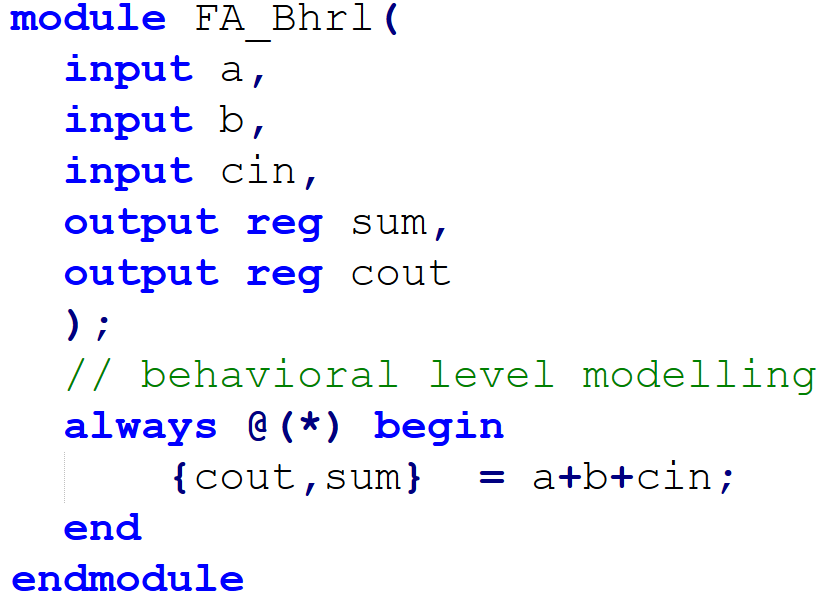 module FA_Bhrl(
  input a,
  input b,
  input cin,
  output reg sum,
  output reg cout
  );
  // behavioral level modelling
  always @(*) begin
      {cout,sum}  = a+b+cin;
  end
endmodule